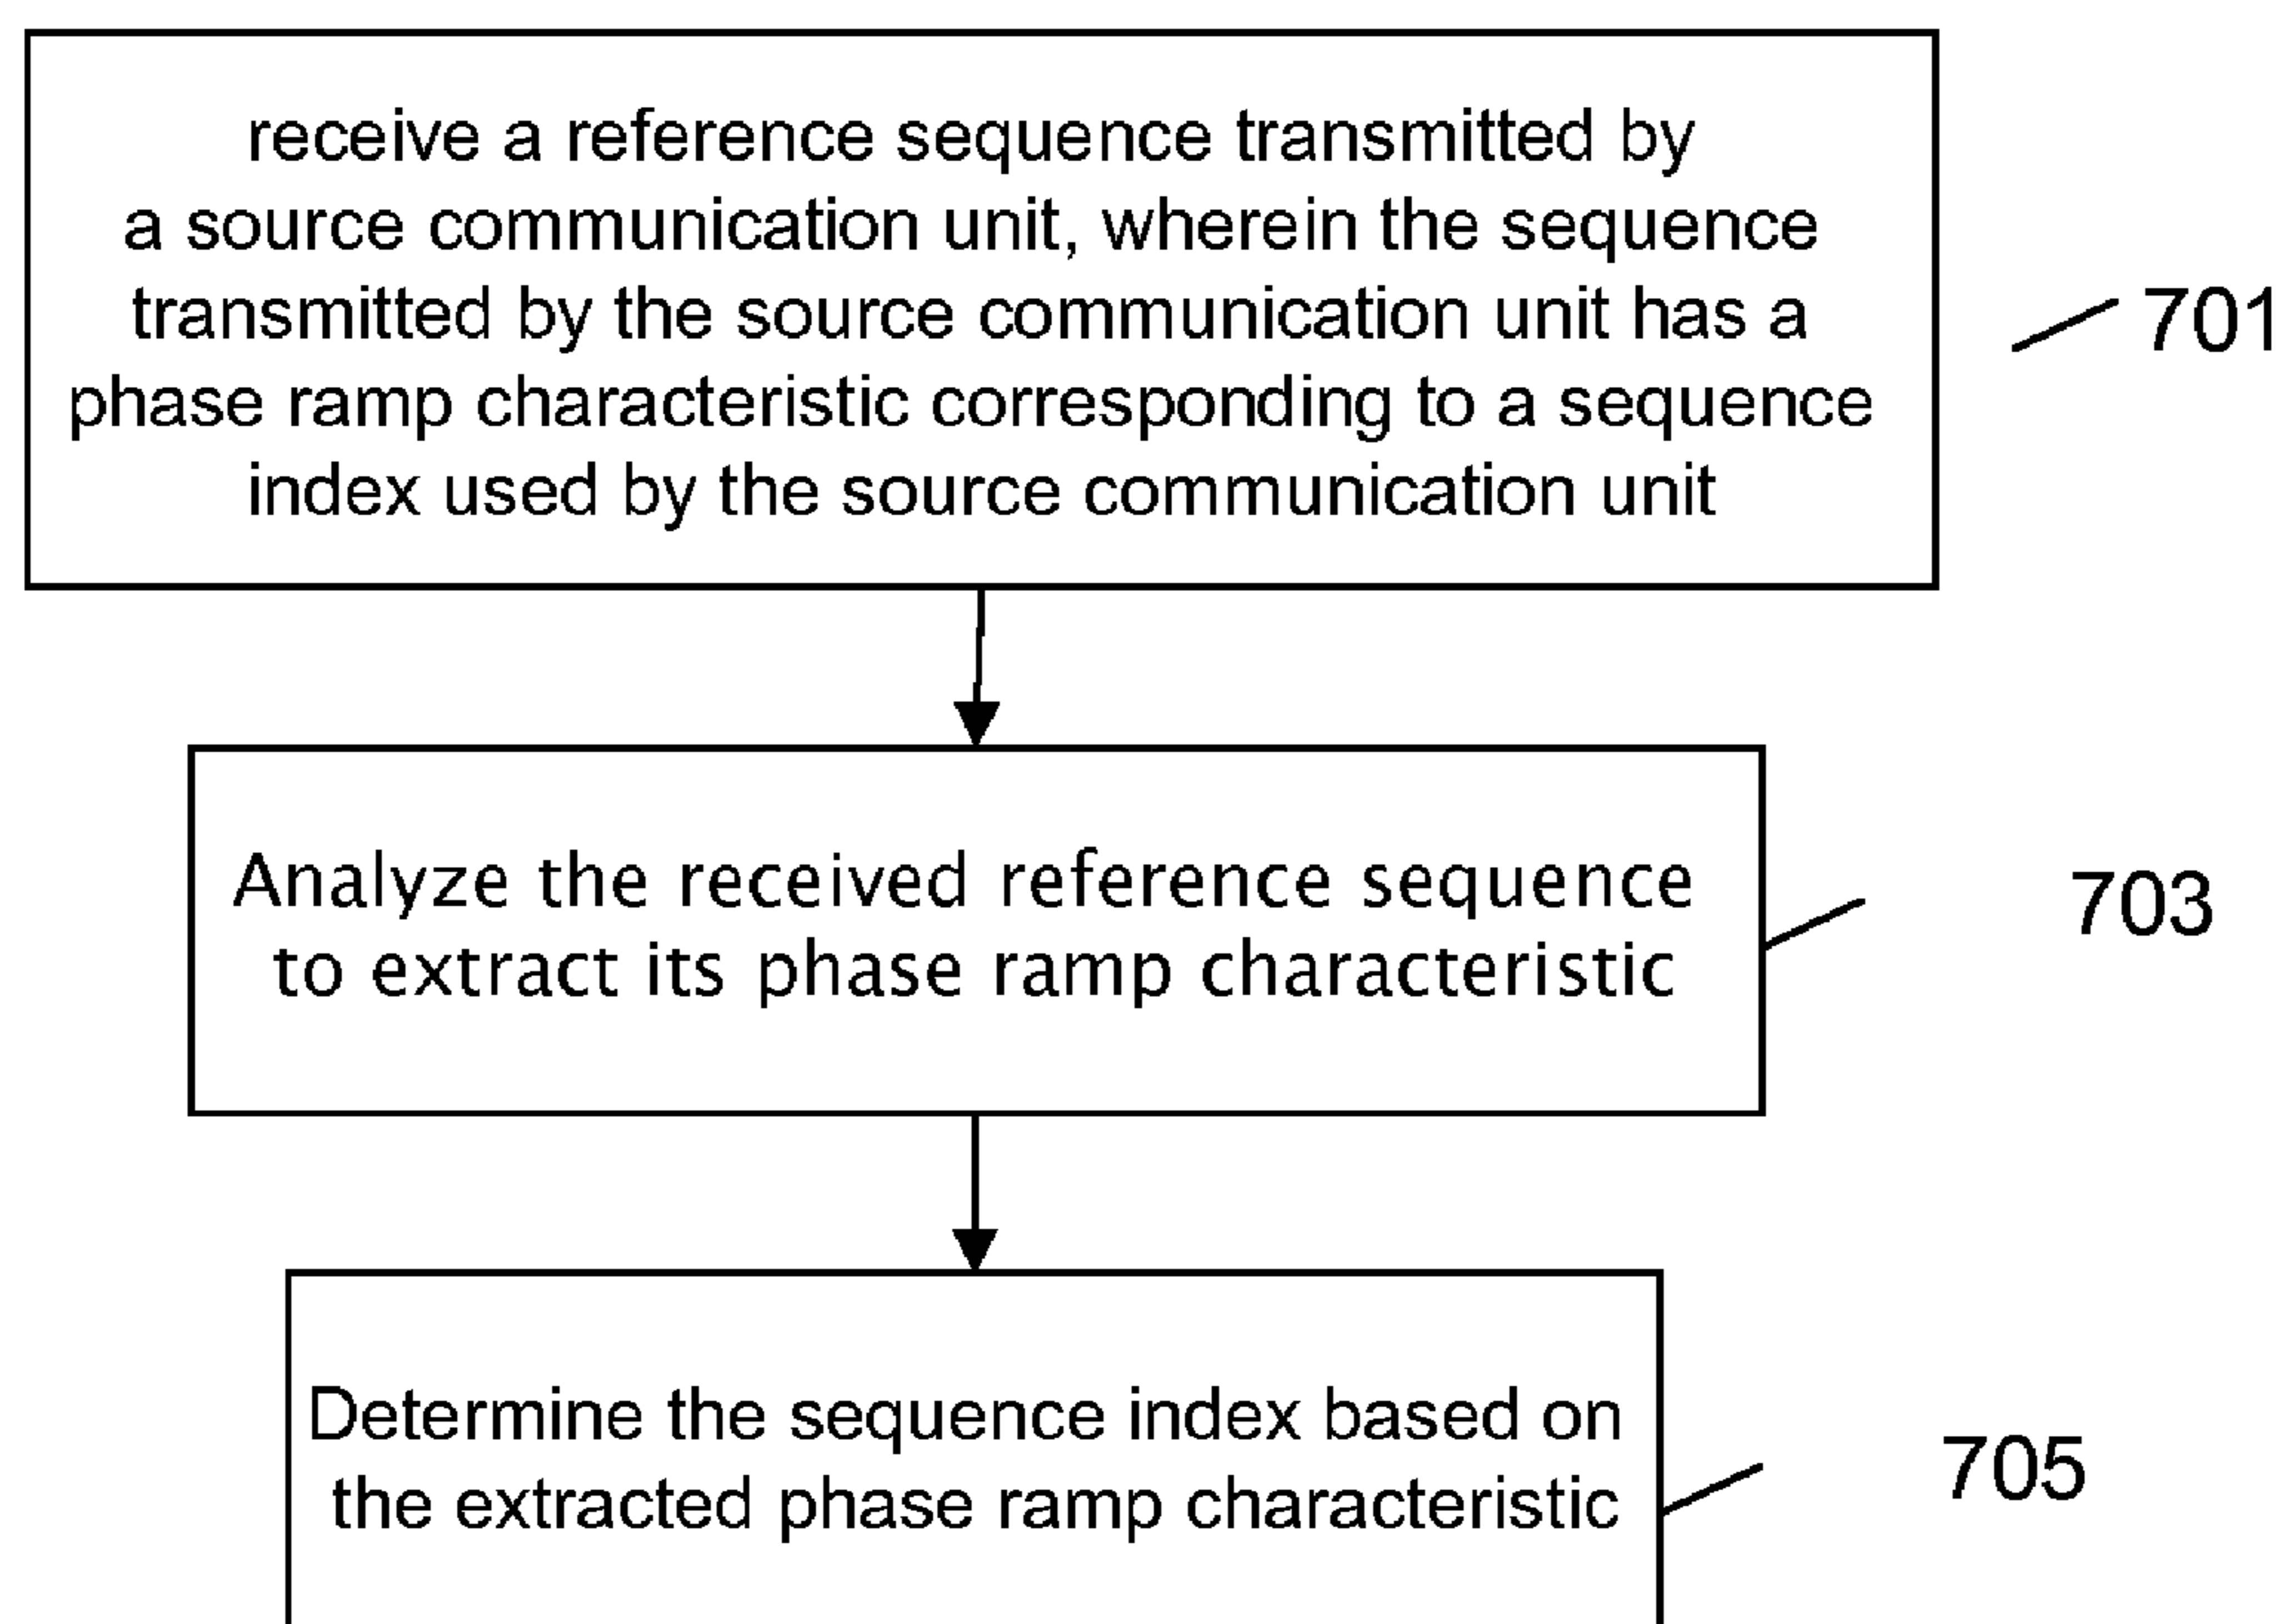 receive a reference sequence transmitted by
a source communication unit, wherein the sequence
transmitted by the source communication unit has a
phase ramp characteristic corresponding to a sequence
index used by the source communication unit
701
Analyze the received reference sequence
to extract its phase ramp characteristic
703
Determine the sequence index based on
the extracted phase ramp characteristic
705